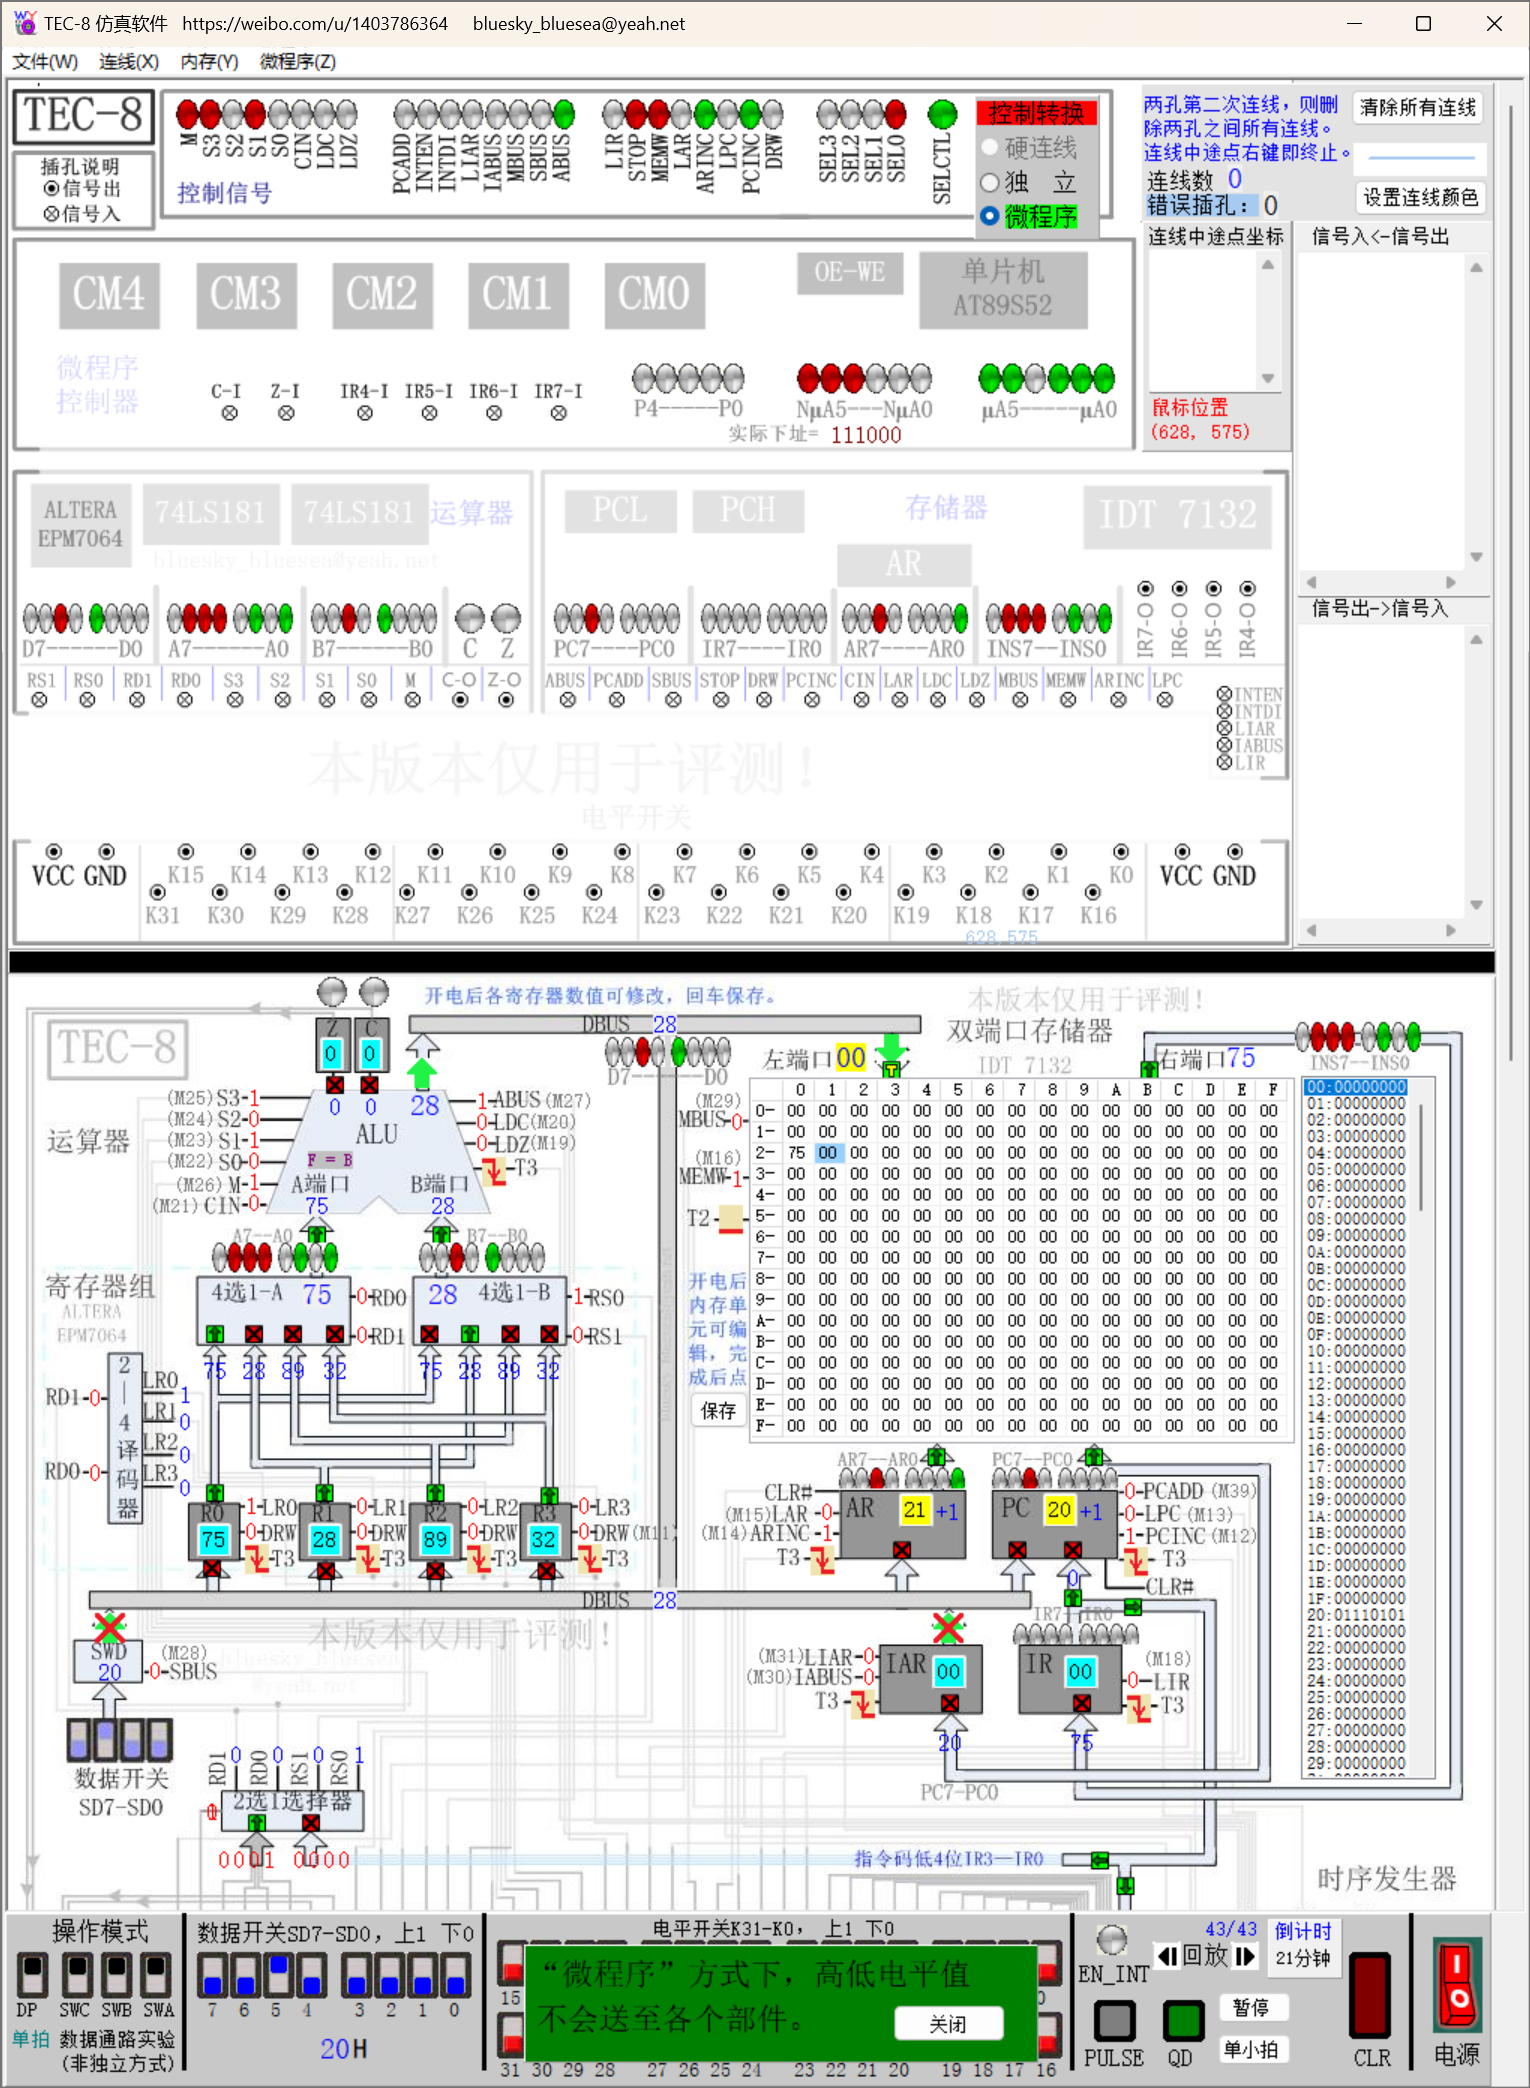 TEC-8 仿真软件 https://weibo.com/u/1403786364 bluesky_bluesea@yeah.net
文件(W) 连线(X) 内存(Y) 微程序(Z)
TEC-8
插孔说明
信号出
信号入
M S3 S2 S1 S0 CIN LDC LDZ
PCADD INTEN INTDI LIAR IABUS MBUS SBUS ABUS
LIR STOP MEMW LAR ARINC LPC PCINC DRW
SEL3 SEL2 SEL1 SEL0
SELCTL
控制信号
控制转换
硬连线
独 立
微程序
两孔第二次连线，则删
除两孔之间所有连线。
连线中途点右键即终止。
清除所有连线
连线数 0
错误插孔： 0
设置连线颜色
连线中途点坐标
信号入<-信号出
鼠标位置
(628, 575)
信号出->信号入
CM4 CM3 CM2 CM1 CM0
OE-WE
单片机
AT89S52
微程序
控制器
C-I Z-I IR4-I IR5-I IR6-I IR7-I
P4-----P0
NμA5---NμA0
μA5-----μA0
实际下址= 111000
ALTERA
EPM7064
74LS181 74LS181 运算器
bluesky_bluesea@yeah.net
D7------D0 A7----A0 B7------B0 C Z
RS1 RS0 RD1 RD0 S3 S2 S1 S0 M C-O Z-O
PCL PCH 存储器 IDT 7132
AR
PC7----PC0 IR7----IR0 AR7----AR0 INS7--INS0
IR7-O IR6-O IR5-O IR4-O
ABUS PCADD SBUS STOP DRW PCINC CIN LAR LDC LDZ MBUS MEMW ARINC LPC
INTEN
INTDI
LIAR
IABUS
LIR
本版本仅用于评测！
电平开关
VCC GND K15 K14 K13 K12 K11 K10 K9 K8 K7 K6 K5 K4 K3 K2 K1 K0 VCC GND
K31 K30 K29 K28 K27 K26 K25 K24 K23 K22 K21 K20 K19 K18 K17 K16
628,575
开电后各寄存器数值可修改，回车保存。
本版本仅用于评测！
TEC-8
Z C
0 0
DBUS 28
D7------D0
双端口存储器
IDT 7132
左端口00
右端口75
INS7--INS0
运算器
(M25) S3-1
(M24) S2-0
(M23) S1-1
(M22) S0-0
(M26) M-1
(M21) CIN-0
0 0 28
ALU
F = B
A端口 B端口
75 28
1-ABUS (M27)
0-LDC(M20)
0-LDZ(M19)
T3
A7--A0 B7--B0
(M29)
MBUS-0-
(M16)
MEMW-1-
T2
开电后
内存单
元可编
辑，完
成后点
保存
0 1 2 3 4 5 6 7 8 9 A B C D E F
0- 00 00 00 00 00 00 00 00 00 00 00 00 00 00 00 00
1- 00 00 00 00 00 00 00 00 00 00 00 00 00 00 00 00
2- 75 00 00 00 00 00 00 00 00 00 00 00 00 00 00 00
3- 00 00 00 00 00 00 00 00 00 00 00 00 00 00 00 00
4- 00 00 00 00 00 00 00 00 00 00 00 00 00 00 00 00
5- 00 00 00 00 00 00 00 00 00 00 00 00 00 00 00 00
6- 00 00 00 00 00 00 00 00 00 00 00 00 00 00 00 00
7- 00 00 00 00 00 00 00 00 00 00 00 00 00 00 00 00
8- 00 00 00 00 00 00 00 00 00 00 00 00 00 00 00 00
9- 00 00 00 00 00 00 00 00 00 00 00 00 00 00 00 00
A- 00 00 00 00 00 00 00 00 00 00 00 00 00 00 00 00
B- 00 00 00 00 00 00 00 00 00 00 00 00 00 00 00 00
C- 00 00 00 00 00 00 00 00 00 00 00 00 00 00 00 00
D- 00 00 00 00 00 00 00 00 00 00 00 00 00 00 00 00
E- 00 00 00 00 00 00 00 00 00 00 00 00 00 00 00 00
F- 00 00 00 00 00 00 00 00 00 00 00 00 00 00 00 00
00:00000000
01:00000000
02:00000000
03:00000000
04:00000000
05:00000000
06:00000000
07:00000000
08:00000000
09:00000000
0A:00000000
0B:00000000
0C:00000000
0D:00000000
0E:00000000
0F:00000000
10:00000000
11:00000000
12:00000000
13:00000000
14:00000000
15:00000000
16:00000000
17:00000000
18:00000000
19:00000000
1A:00000000
1B:00000000
1C:00000000
1D:00000000
1E:00000000
1F:00000000
20:01110101
21:00000000
22:00000000
23:00000000
24:00000000
25:00000000
26:00000000
27:00000000
28:00000000
29:00000000
寄存器组
ALTERA
EPM7064
4选1-A 75 -0-RD0
-0-RD1
28 4选1-B -1-RS0
-0-RS1
75 28 89 32 75 28 89 32
2—4译码器
RD1-0-
RD0-0-
LR0 1
LR1 0
LR2 0
LR3 0
R0 75 1-LR0 0-DRW T3
R1 28 0-LR1 0-DRW T3
R2 89 0-LR2 0-DRW T3
R3 32 0-LR3 0-DRW(M11) T3
AR7--AR0 PC7--PC0
CLR#
(M15)LAR -0-
(M14)ARINC-1-
T3
AR 21 +1
PC 20 +1
-0-PCADD (M39)
-0-LPC (M13)
-1-PCINC (M12)
T3
CLR#
DBUS 28
0
IR7--IR0
本版本仅用于评测！
bluesky_bluesea
@yeah.net
SWD
20
(M28)
-0-SBUS
(M31)LIAR-0-
(M30)IABUS-0-
T3
IAR 00
IR 00
(M18)
-0-LIR
T3
20 75
PC7-PC0
数据开关
SD7-SD0
RD1 0 RD0 0 RS1 0 RS0 1
2选1选择器
0001 0000
指令码低4位IR3—IR0
时序发生器
操作模式
DP SWC SWB SWA
单拍 数据通路实验
(非独立方式)
数据开关SD7-SD0，上1 下0
7 6 5 4 3 2 1 0
20H
电平开关K31-K0，上1 下0
15 0
“微程序”方式下，高低电平值
不会送至各个部件。
关闭
31 30 29 28 27 26 25 24 23 22 21 20 19 18 17 16
EN_INT
43/43
回放
倒计时
21分钟
PULSE QD
暂停
单小拍
CLR
电源